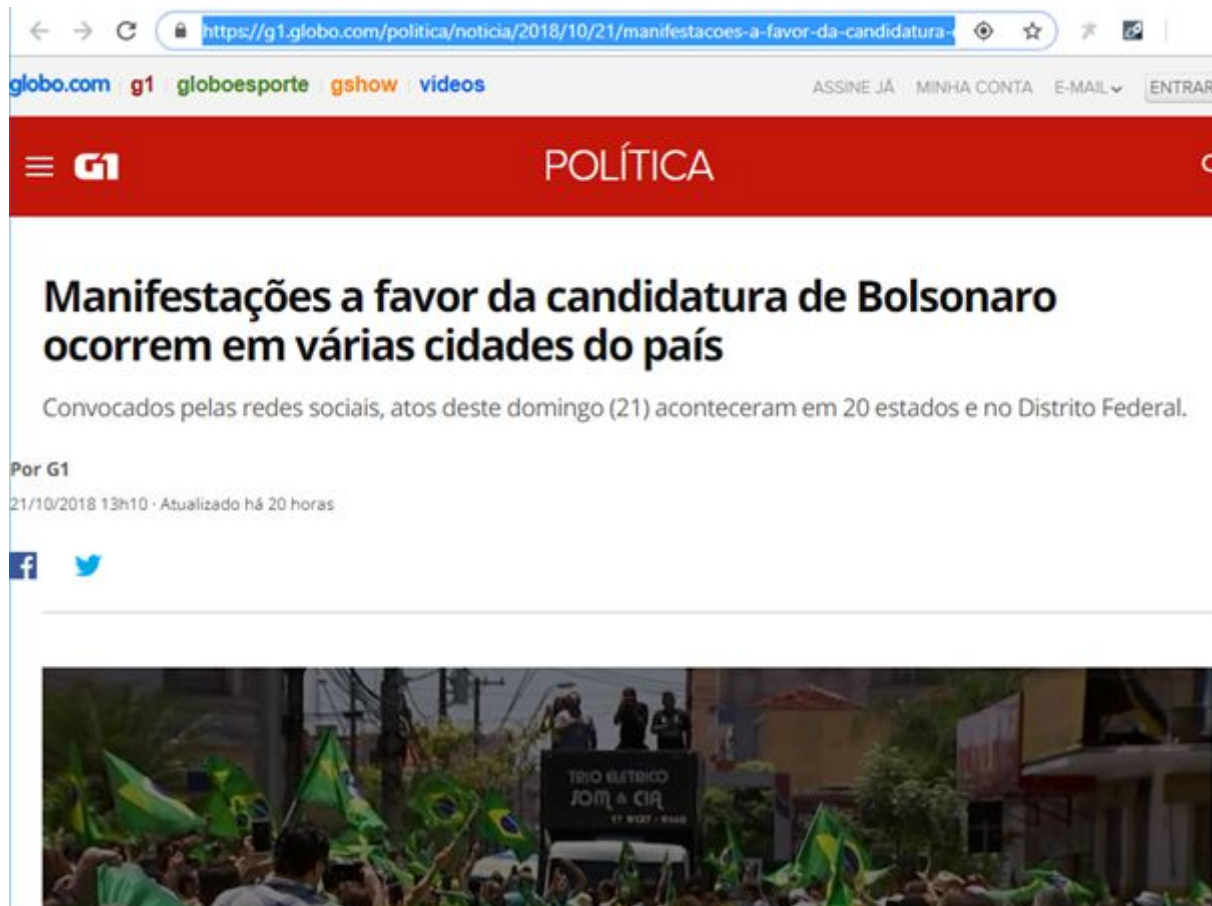 https://g1.globo.com/politica/noticia/2018/10/21/manifestacoes-a-favor-da-candidatura-
globo.com g1 globoesporte gshow vídeos ASSINE JÁ MINHA CONTA E-MAIL ENTRAR
G1 POLÍTICA
Manifestações a favor da candidatura de Bolsonaro
ocorrem em várias cidades do país
Convocados pelas redes sociais, atos deste domingo (21) aconteceram em 20 estados e no Distrito Federal.
Por G1
21/10/2018 13h10 · Atualizado há 20 horas
TRIO ELETRICO
SOM & CIA